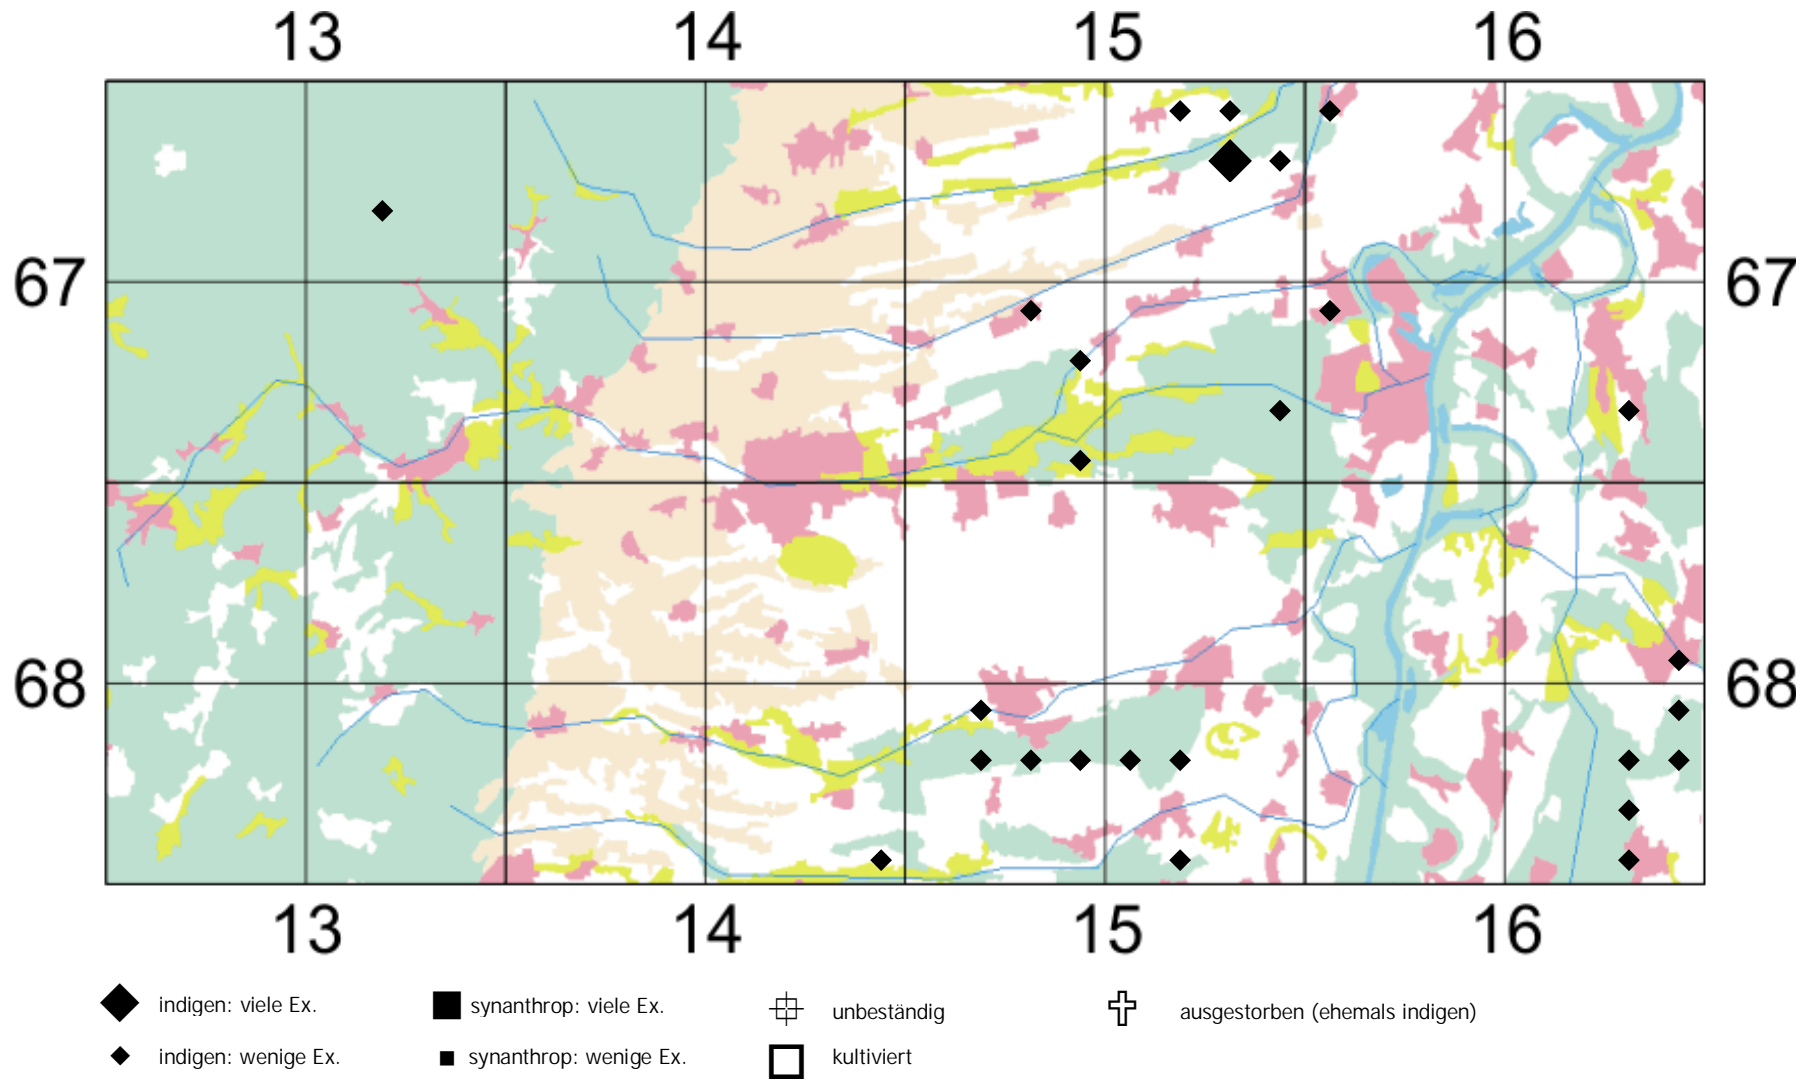 13 14 15 16
67 67
68 68
13 14 15 16
indigen: viele Ex. synanthrop: viele Ex. unbeständig ausgestorben (ehemals indigen)
indigen: wenige Ex. synanthrop: wenige Ex. kultiviert